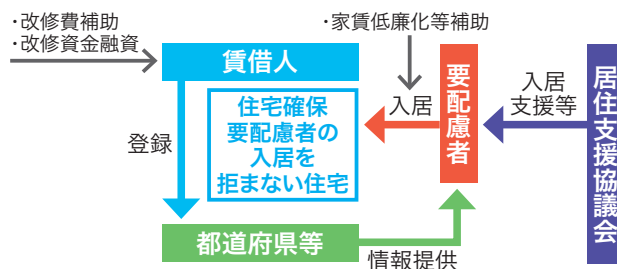 ・改修費補助
・改修資金融資
・家賃低廉化等補助
賃借人
登録
住宅確保
要配慮者の
入居を
拒まない住宅
入居
要配慮者
入居
支援等
居住支援協議会
都道府県等
情報提供